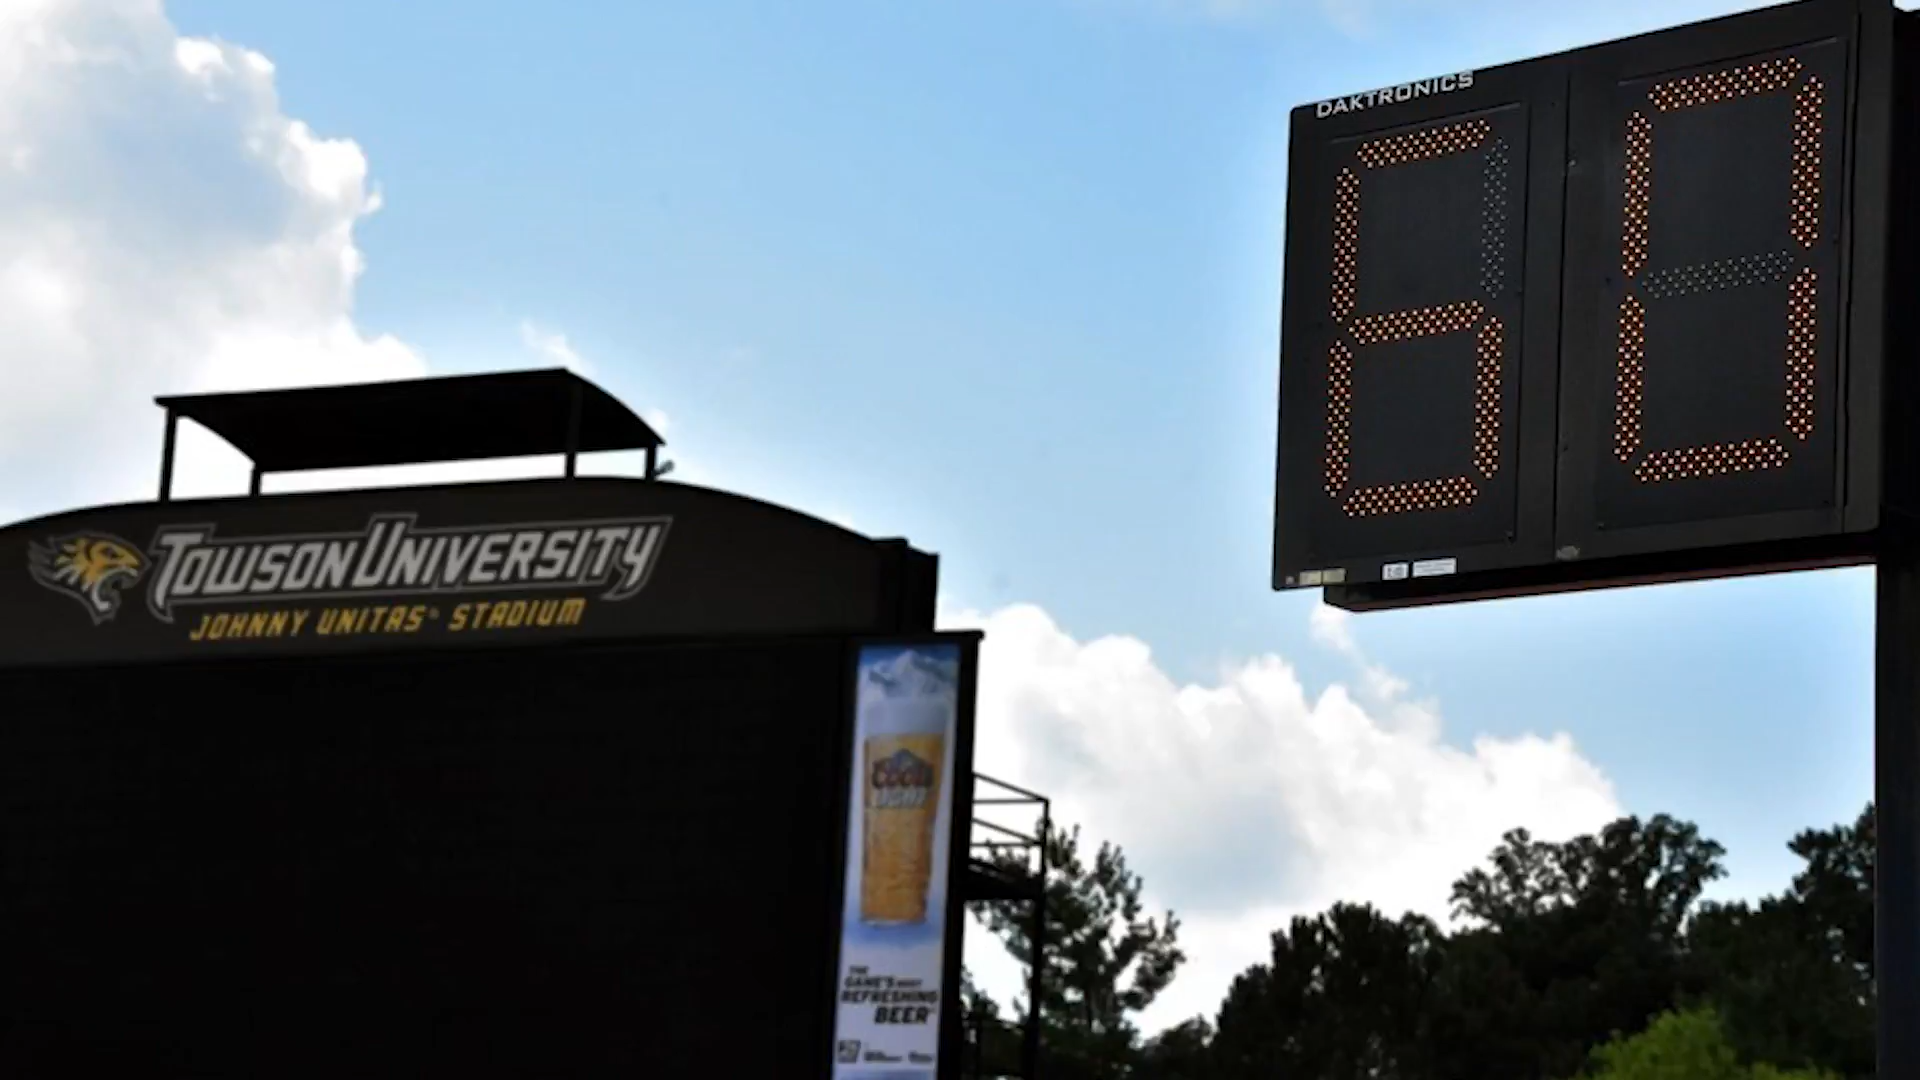 DAKTRONICS
60
TOWSON UNIVERSITY
JOHNNY UNITAS® STADIUM
Coors
LIGHT
THE
GAME'S MOST
REFRESHING
BEER